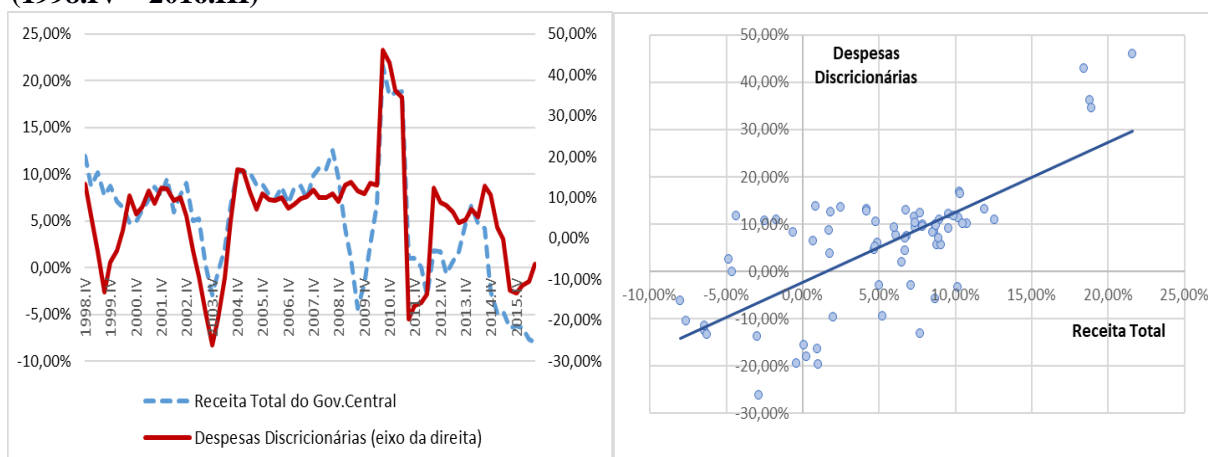 (1998.IV – 2016.III)
25,00%
20,00%
15,00%
10,00%
5,00%
0,00%
-5,00%
-10,00%
50,00%
40,00%
30,00%
20,00%
10,00%
0,00%
-10,00%
-20,00%
-30,00%
1998.IV
1999.IV
2000.IV
2001.IV
2002.IV
2003.IV
2004.IV
2005.IV
2006.IV
2007.IV
2008.IV
2009.IV
2010.IV
2011.IV
2012.IV
2013.IV
2014.IV
2015.IV
Receita Total do Gov.Central
Despesas Discricionárias (eixo da direita)
50,00%
40,00%
30,00%
20,00%
10,00%
0,00%
-10,00%
-20,00%
-30,00%
Despesas
Discricionárias
-10,00%
-5,00%
0,00%
5,00%
10,00%
15,00%
20,00%
25,00%
Receita Total